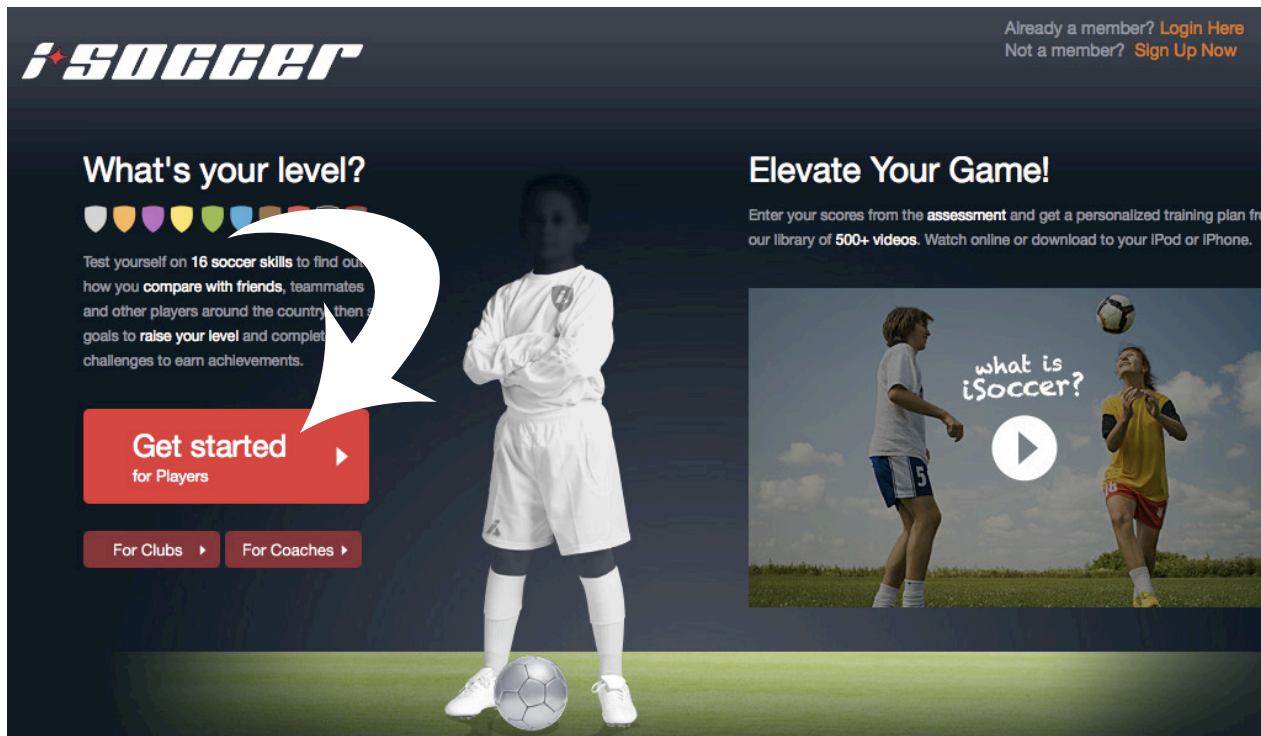 i soccer
Already a member? Login Here
Not a member? Sign Up Now
What's your level?
Test yourself on 16 soccer skills to find out
how you compare with friends, teammates
and other players around the country, then
goals to raise your level and
challenges to earn achievements.
Get started
for Players
For Clubs
For Coaches
Elevate Your Game!
Enter your scores from the assessment and get a personalized training plan
our library of 500+ videos. Watch online or download to your iPod or iPhone.
what is
iSoccer?
i.
5